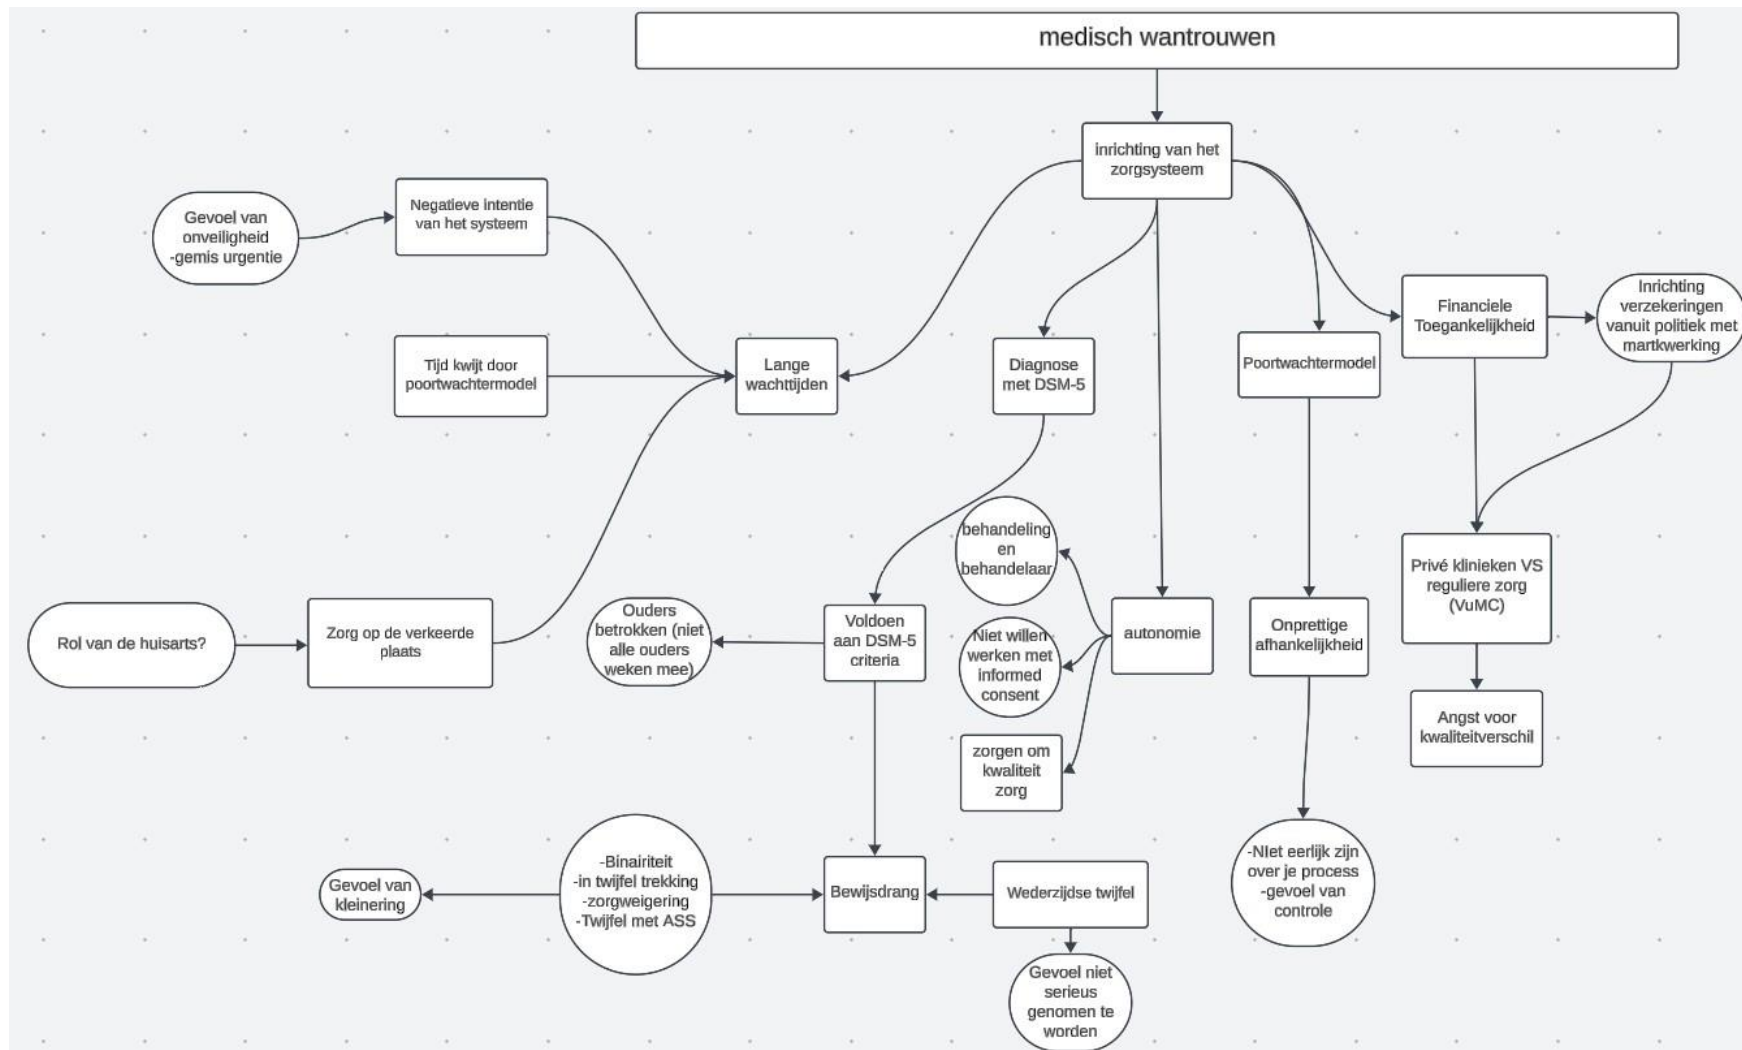 medisch wantrouwen
inrichting van het
zorgsysteem
Negatieve intentie
van het systeem
Gevoel van
onveiligheid
-gemis urgentie
Inrichting
verzekeringen
vanuit politiek met
martkwerking
Financiele
Toegankelijkheid
Tijd kwijt door
poortwachtermodel
Lange
wachttijden
Diagnose
met DSM-5
Poortwachtermodel
behandeling
en
behandelaar
Privé klinieken VS
reguliere zorg
(VuMC)
Rol van de huisarts?
Zorg op de verkeerde
plaats
Ouders
betrokken (niet
alle ouders
weken mee)
Voldoen
aan DSM-5
criteria
Niet willen
werken met
informed
consent
autonomie
Onprettige
afhankelijkheid
Angst voor
kwaliteitverschil
zorgen om
kwaliteit
zorg
Gevoel van
kleinering
-Binairiteit
-in twijfel trekking
-zorgweigering
-Twijfel met ASS
Bewijsdrang
Wederzijdse twijfel
-NIet eerlijk zijn
over je process
-gevoel van
controle
Gevoel niet
serieus
genomen te
worden